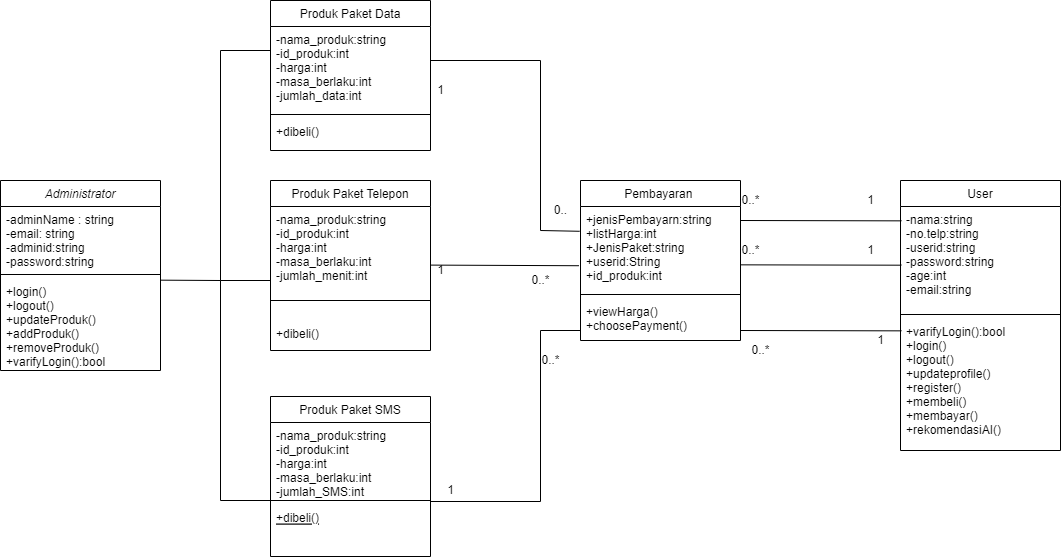 Produk Paket Data
-nama_produk:string
-id_produk:int
-harga:int
-masa_berlaku:int
-jumlah_data:int
+dibeli()
1
Administrator
-adminName : string
-email: string
-adminid:string
-password:string
+login()
+logout()
+updateProduk()
+addProduk()
+removeProduk()
+varifyLogin():bool
Produk Paket Telepon
-nama_produk:string
-id_produk:int
-harga:int
-masa_berlaku:int
-jumlah_menit:int
+dibeli()
1
0..
0..*
Produk Paket SMS
-nama_produk:string
-id_produk:int
-harga:int
-masa_berlaku:int
-jumlah_SMS:int
+dibeli()
1
0..*
Pembayaran
+jenisPembayarn:string
+listHarga:int
+JenisPaket:string
+userid:String
+id_produk:int
+viewHarga()
+choosePayment()
0..*
1
0..*
1
0..*
1
User
-nama:string
-no.telp:string
-userid:string
-password:string
-age:int
-email:string
+varifyLogin():bool
+login()
+logout()
+updateprofile()
+register()
+membeli()
+membayar()
+rekomendasiAI()